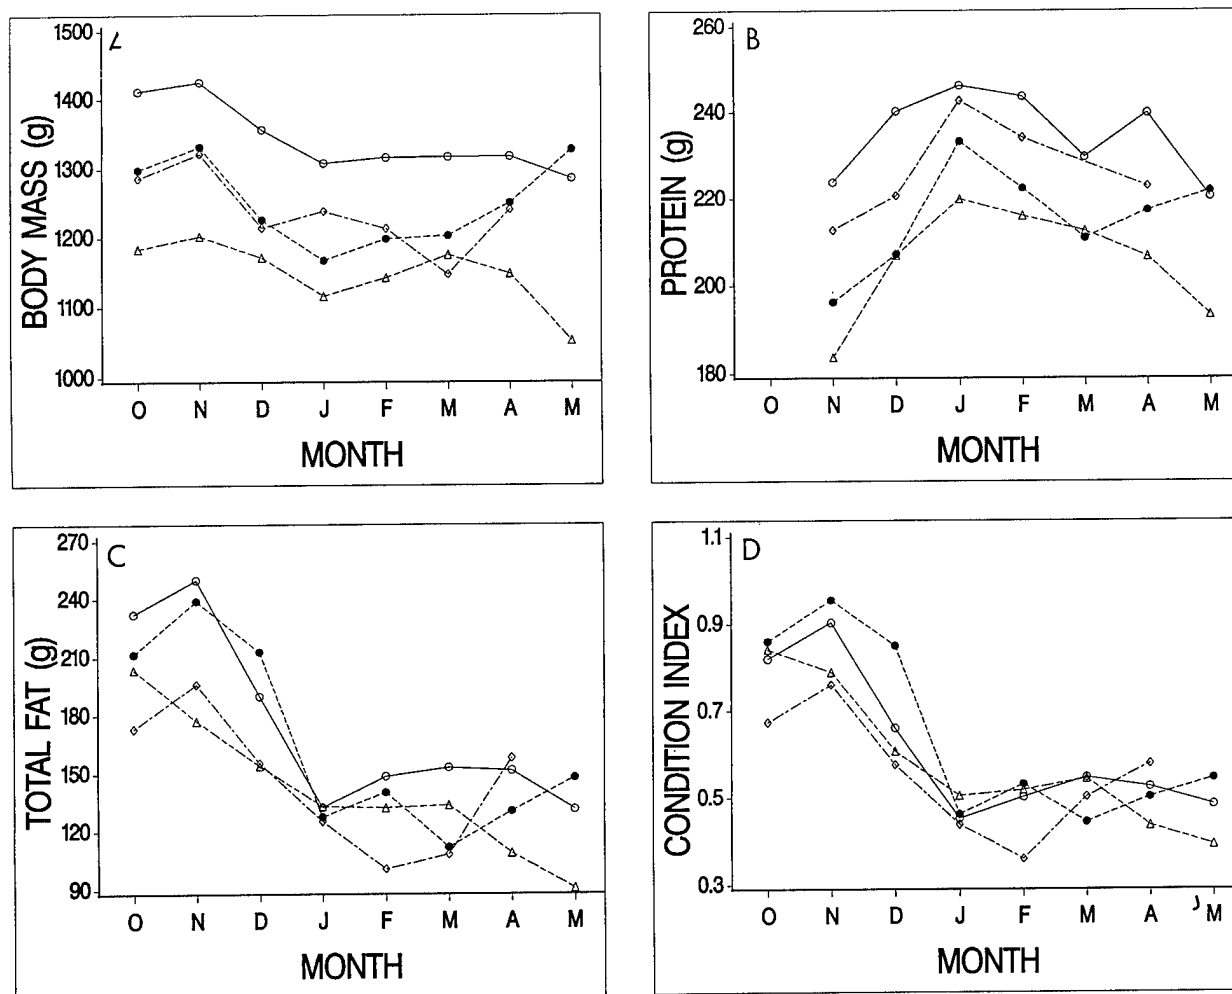 A
BODY MASS (g)
1500
1400
1300
1200
1100
1000
O N D J F M A M
MONTH
B
PROTEIN (g)
260
240
220
200
180
O N D J F M A M
MONTH
C
TOTAL FAT (g)
270
240
210
180
150
120
90
O N D J F M A M
MONTH
D
CONDITION INDEX
1.1
0.9
0.7
0.5
0.3
O N D J F M A M
MONTH